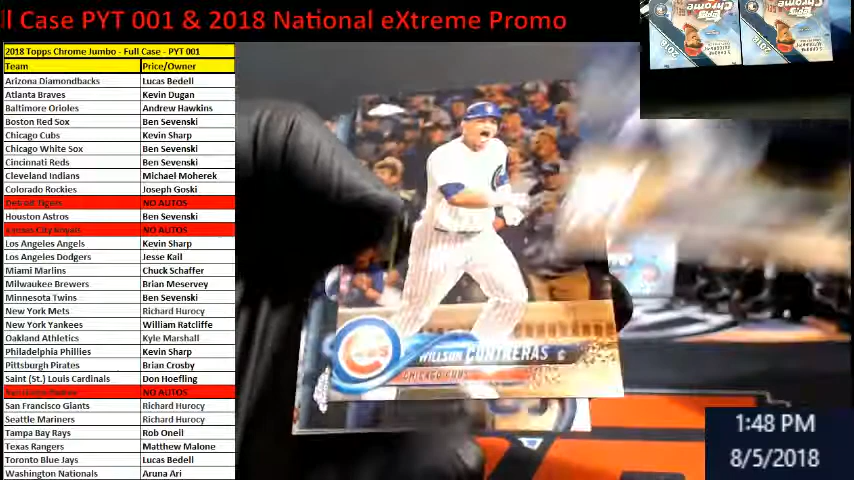 ll Case PYT 001 & 2018 National eXtreme Promo
2018 Topps Chrome Jumbo - Full Case - PYT 001
Team Price/Owner
Arizona Diamondbacks Lucas Bedell
Atlanta Braves Kevin Dugan
Baltimore Orioles Andrew Hawkins
Boston Red Sox Ben Sevenski
Chicago Cubs Kevin Sharp
Chicago White Sox Ben Sevenski
Cincinnati Reds Ben Sevenski
Cleveland Indians Michael Moherek
Colorado Rockies Joseph Goski
Detroit Tigers NO AUTOS
Houston Astros Ben Sevenski
Kansas City Royals NO AUTOS
Los Angeles Angels Kevin Sharp
Los Angeles Dodgers Jesse Kail
Miami Marlins Chuck Schaffer
Milwaukee Brewers Brian Meservey
Minnesota Twins Ben Sevenski
New York Mets Richard Hurocy
New York Yankees William Ratcliffe
Oakland Athletics Kyle Marshall
Philadelphia Phillies Kevin Sharp
Pittsburgh Pirates Brian Crosby
Saint (St.) Louis Cardinals Don Hoefling
NO AUTOS
San Francisco Giants Richard Hurocy
Seattle Mariners Richard Hurocy
Tampa Bay Rays Rob Oneil
Texas Rangers Matthew Malone
Toronto Blue Jays Lucas Bedell
Washington Nationals Aruna Ari
CUBS
WILLSON CONTRERAS C
CHICAGO CUBS
1:48 PM
8/5/2018